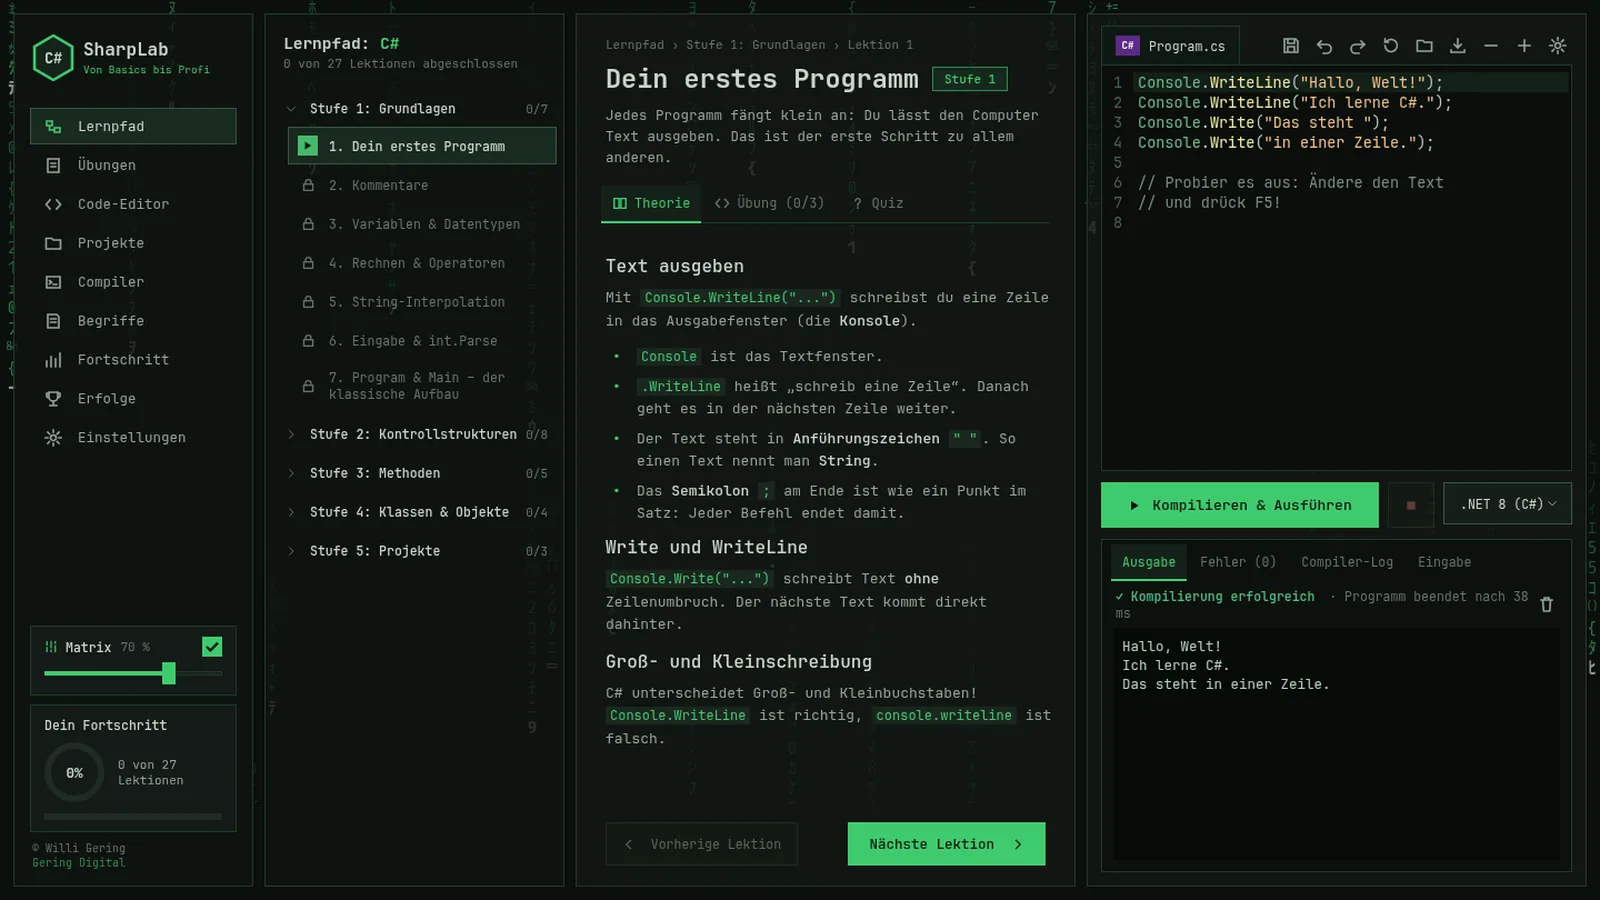 C#
SharpLab
Von Basics bis Profi
Lernpfad
Übungen
Code-Editor
Projekte
Compiler
Begriffe
Fortschritt
Erfolge
Einstellungen
Matrix 70 %
Dein Fortschritt
0%
0 von 27
Lektionen
© Willi Gering
Gering Digital
Lernpfad: C#
0 von 27 Lektionen abgeschlossen
Stufe 1: Grundlagen 0/7
1. Dein erstes Programm
2. Kommentare
3. Variablen & Datentypen
4. Rechnen & Operatoren
5. String-Interpolation
6. Eingabe & int.Parse
7. Program & Main – der
klassische Aufbau
Stufe 2: Kontrollstrukturen 0/8
Stufe 3: Methoden 0/5
Stufe 4: Klassen & Objekte 0/4
Stufe 5: Projekte 0/3
Lernpfad › Stufe 1: Grundlagen › Lektion 1
Dein erstes Programm Stufe 1
Jedes Programm fängt klein an: Du lässt den Computer
Text ausgeben. Das ist der erste Schritt zu allem
anderen.
Theorie <> Übung (0/3) ? Quiz
Text ausgeben
Mit Console.WriteLine("...") schreibst du eine Zeile
in das Ausgabefenster (die Konsole).
• Console ist das Textfenster.
• .WriteLine heißt „schreib eine Zeile“. Danach
geht es in der nächsten Zeile weiter.
• Der Text steht in Anführungszeichen " ". So
einen Text nennt man String.
• Das Semikolon ; am Ende ist wie ein Punkt im
Satz: Jeder Befehl endet damit.
Write und WriteLine
Console.Write("...") schreibt Text ohne
Zeilenumbruch. Der nächste Text kommt direkt
dahinter.
Groß- und Kleinschreibung
C# unterscheidet Groß- und Kleinbuchstaben!
Console.WriteLine ist richtig, console.writeline ist
falsch.
Vorherige Lektion
Nächste Lektion
C# Program.cs
1 Console.WriteLine("Hallo, Welt!");
2 Console.WriteLine("Ich lerne C#.");
3 Console.Write("Das steht ");
4 Console.Write("in einer Zeile.");
5
6 // Probier es aus: Ändere den Text
7 // und drück F5!
8
Kompilieren & Ausführen
.NET 8 (C#)
Ausgabe Fehler (0) Compiler-Log Eingabe
✓ Kompilierung erfolgreich · Programm beendet nach 38
ms
Hallo, Welt!
Ich lerne C#.
Das steht in einer Zeile.